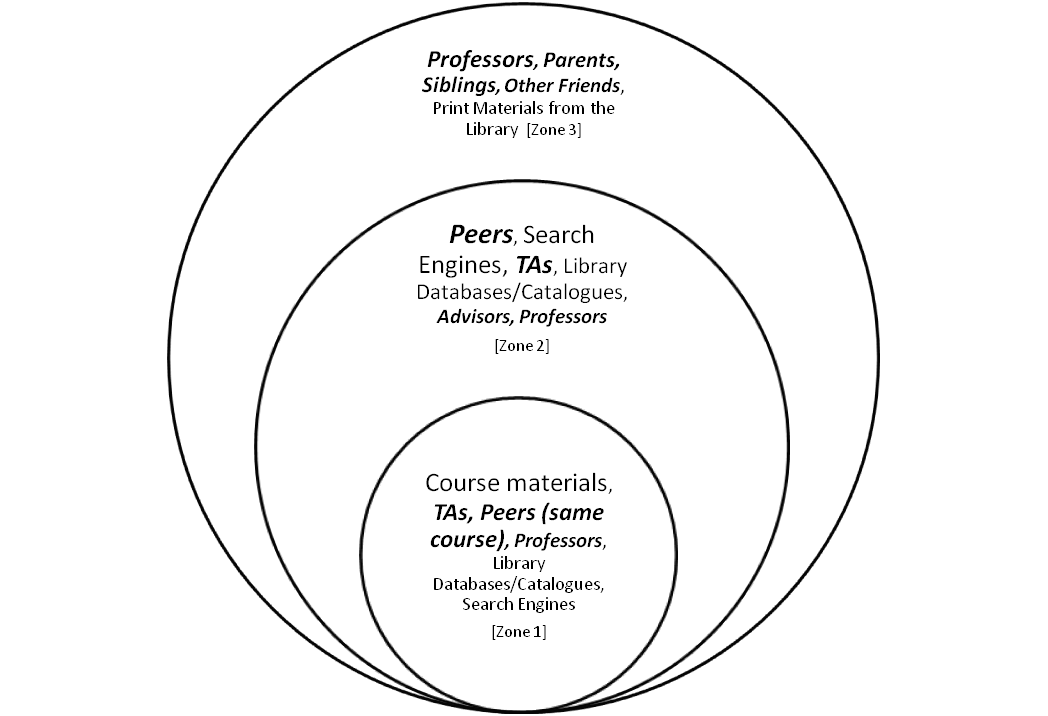 Professors, Parents,
Siblings, Other Friends,
Print Materials from the
Library [Zone 3]
Peers, Search
Engines, TAs, Library
Databases/Catalogues,
Advisors, Professors
[Zone 2]
Course materials,
TAs, Peers (same
course), Professors,
Library
Databases/Catalogues,
Search Engines
[Zone 1]